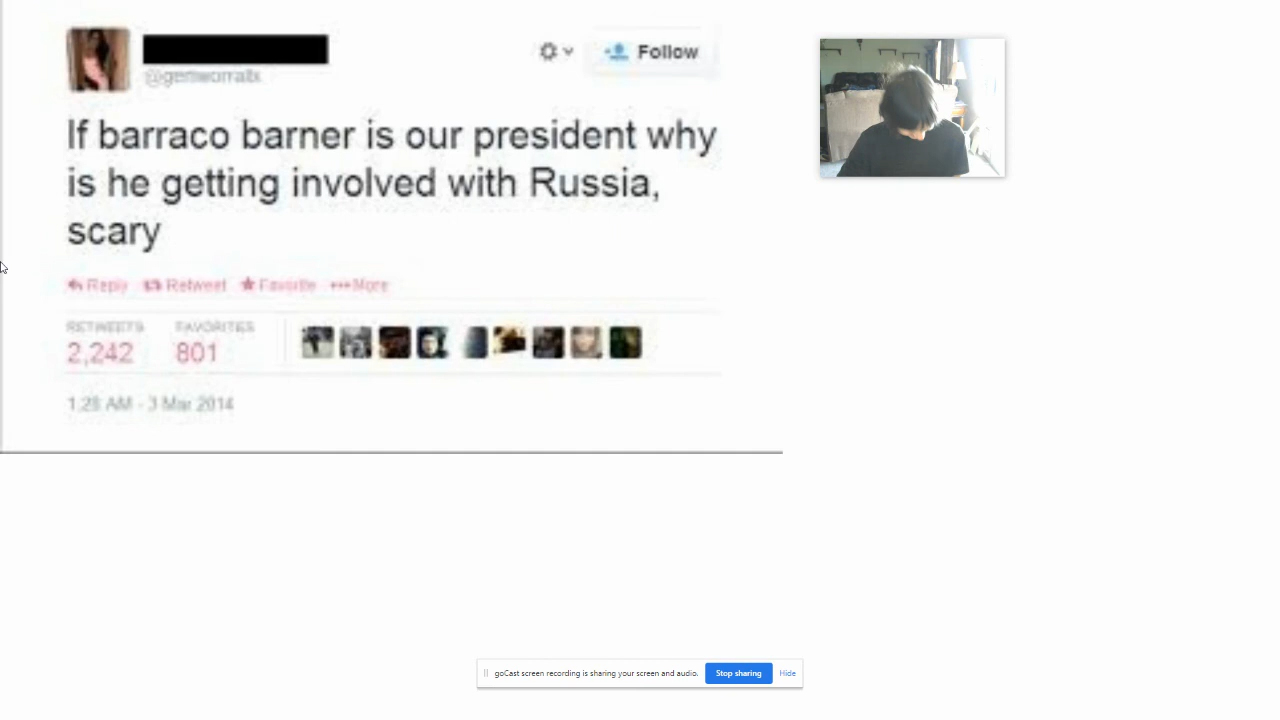 Follow
If barraco barner is our president why
is he getting involved with Russia,
scary
Reply Retweet Favorite More
RETWEETS FAVORITES
2,242 801
1:28 AM - 3 Mar 2014
goCast screen recording is sharing your screen and audio. Stop sharing Hide